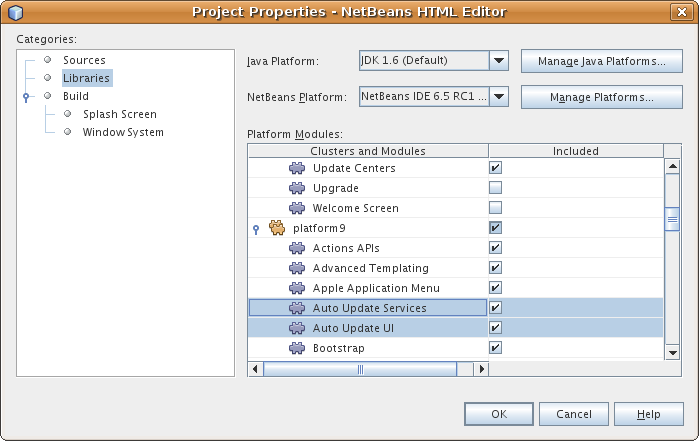 Project Properties - NetBeans HTML Editor
Categories:
Sources
Libraries
Build
Splash Screen
Window System
Java Platform:
JDK 1.6 (Default)
Manage Java Platforms...
NetBeans Platform:
NetBeans IDE 6.5 RC1 ...
Manage Platforms...
Platform Modules:
Clusters and Modules
Included
Update Centers
Upgrade
Welcome Screen
platform9
Actions APIs
Advanced Templating
Apple Application Menu
Auto Update Services
Auto Update UI
Bootstrap
OK
Cancel
Help